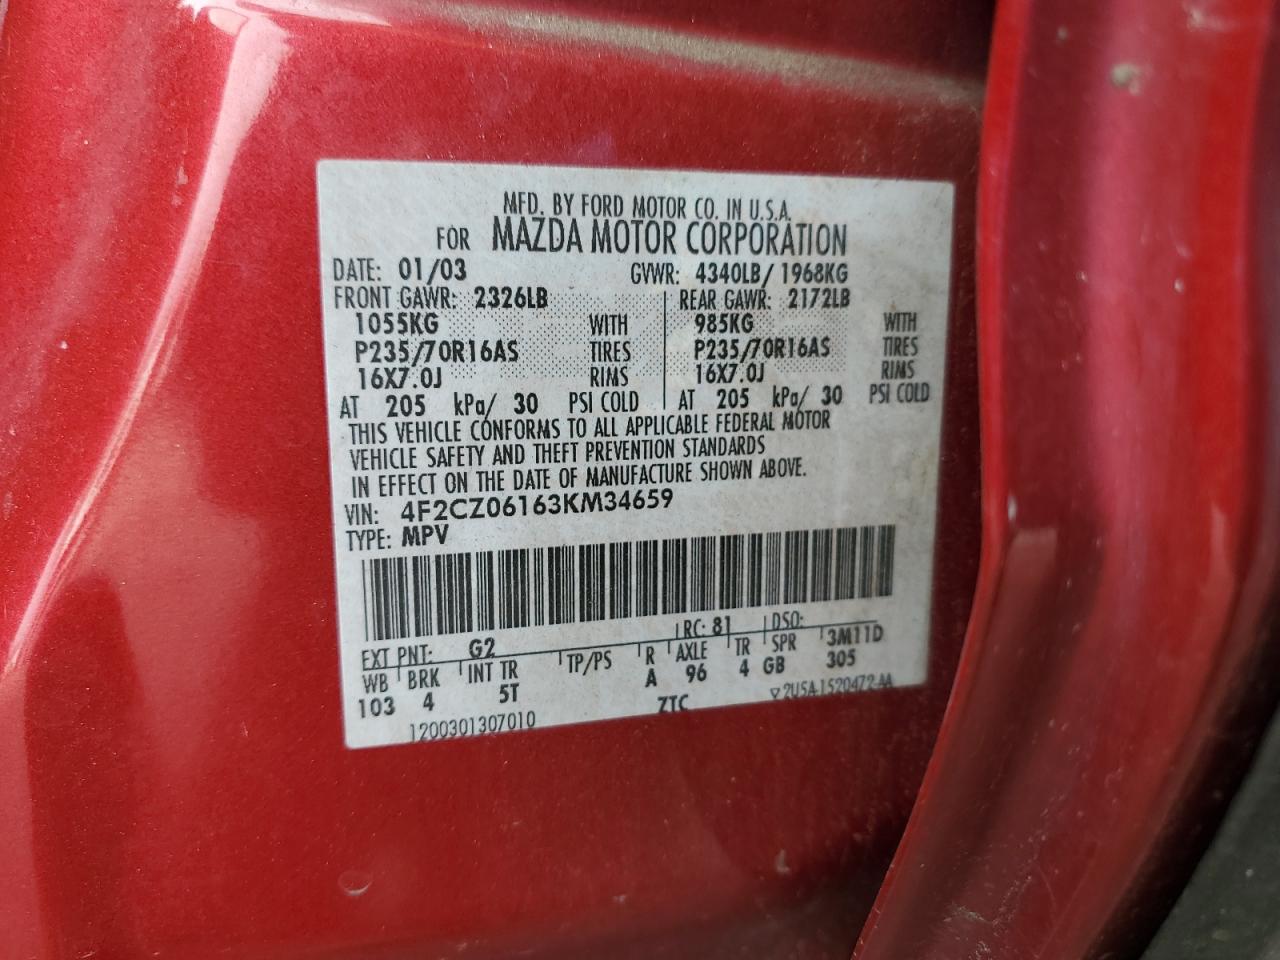 MFD. BY FORD MOTOR CO. IN U.S.A.
FOR MAZDA MOTOR CORPORATION
DATE: 01/03 GVWR: 4340LB/ 1968KG
FRONT GAWR: 2326LB REAR GAWR: 2172LB
1055KG WITH 985KG WITH
P235/70R16AS TIRES P235/70R16AS TIRES
16X7.0J RIMS 16X7.0J RIMS
AT 205 kPa/ 30 PSI COLD AT 205 kPa/ 30 PSI COLD
THIS VEHICLE CONFORMS TO ALL APPLICABLE FEDERAL MOTOR
VEHICLE SAFETY AND THEFT PREVENTION STANDARDS
IN EFFECT ON THE DATE OF MANUFACTURE SHOWN ABOVE.
VIN: 4F2CZ06163KM34659
TYPE: MPV
EXT PNT: G2 RC: 81 DSO:
WB BRK INT TR TP/PS R AXLE TR SPR 3M11D
103 4 5T A 96 4 GB 305
1200301307010 ZTC 2U5A-1520472-AA